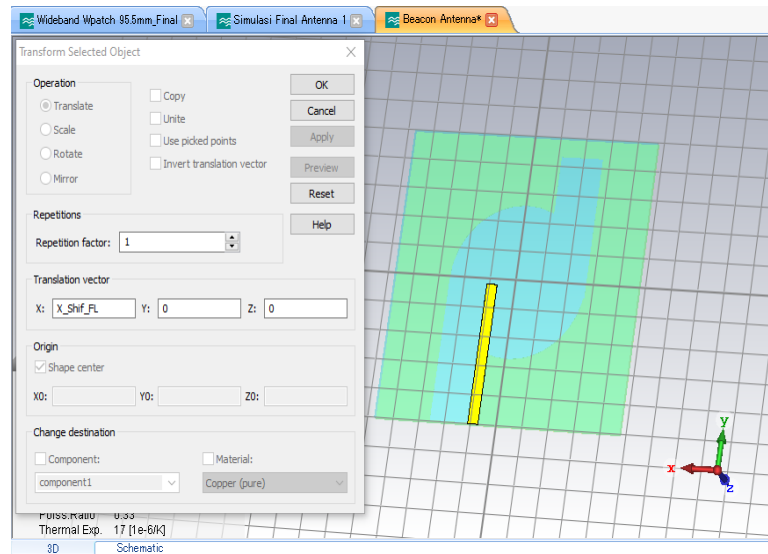 Wideband Wpatch 95.5mm_Final
Simulasi Final Antenna 1
Beacon Antenna*
Transform Selected Object
Operation
Translate
Scale
Rotate
Mirror
Copy
Unite
Use picked points
Invert translation vector
OK
Cancel
Apply
Preview
Reset
Help
Repetitions
Repetition factor: 1
Translation vector
X: X_Shif_FL Y: 0 Z: 0
Origin
Shape center
X0: Y0: Z0:
Change destination
Component:
Material:
component1
Copper (pure)
Poiss.Ratio 0.33
Thermal Exp. 17 [1e-6/K]
y
x
z
3D Schematic